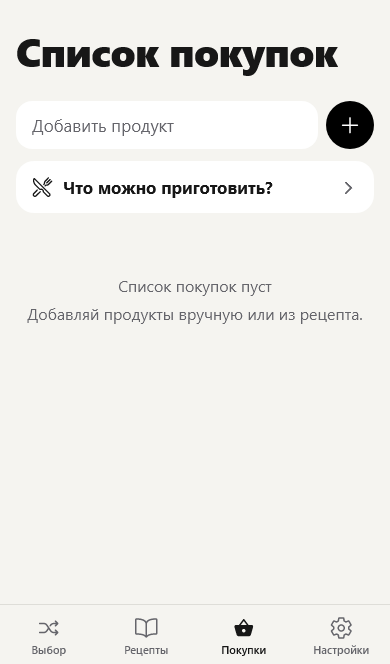 Список покупок
Добавить продукт
Что можно приготовить?
Список покупок пуст
Добавляй продукты вручную или из рецепта.
Выбор
Рецепты
Покупки
Настройки